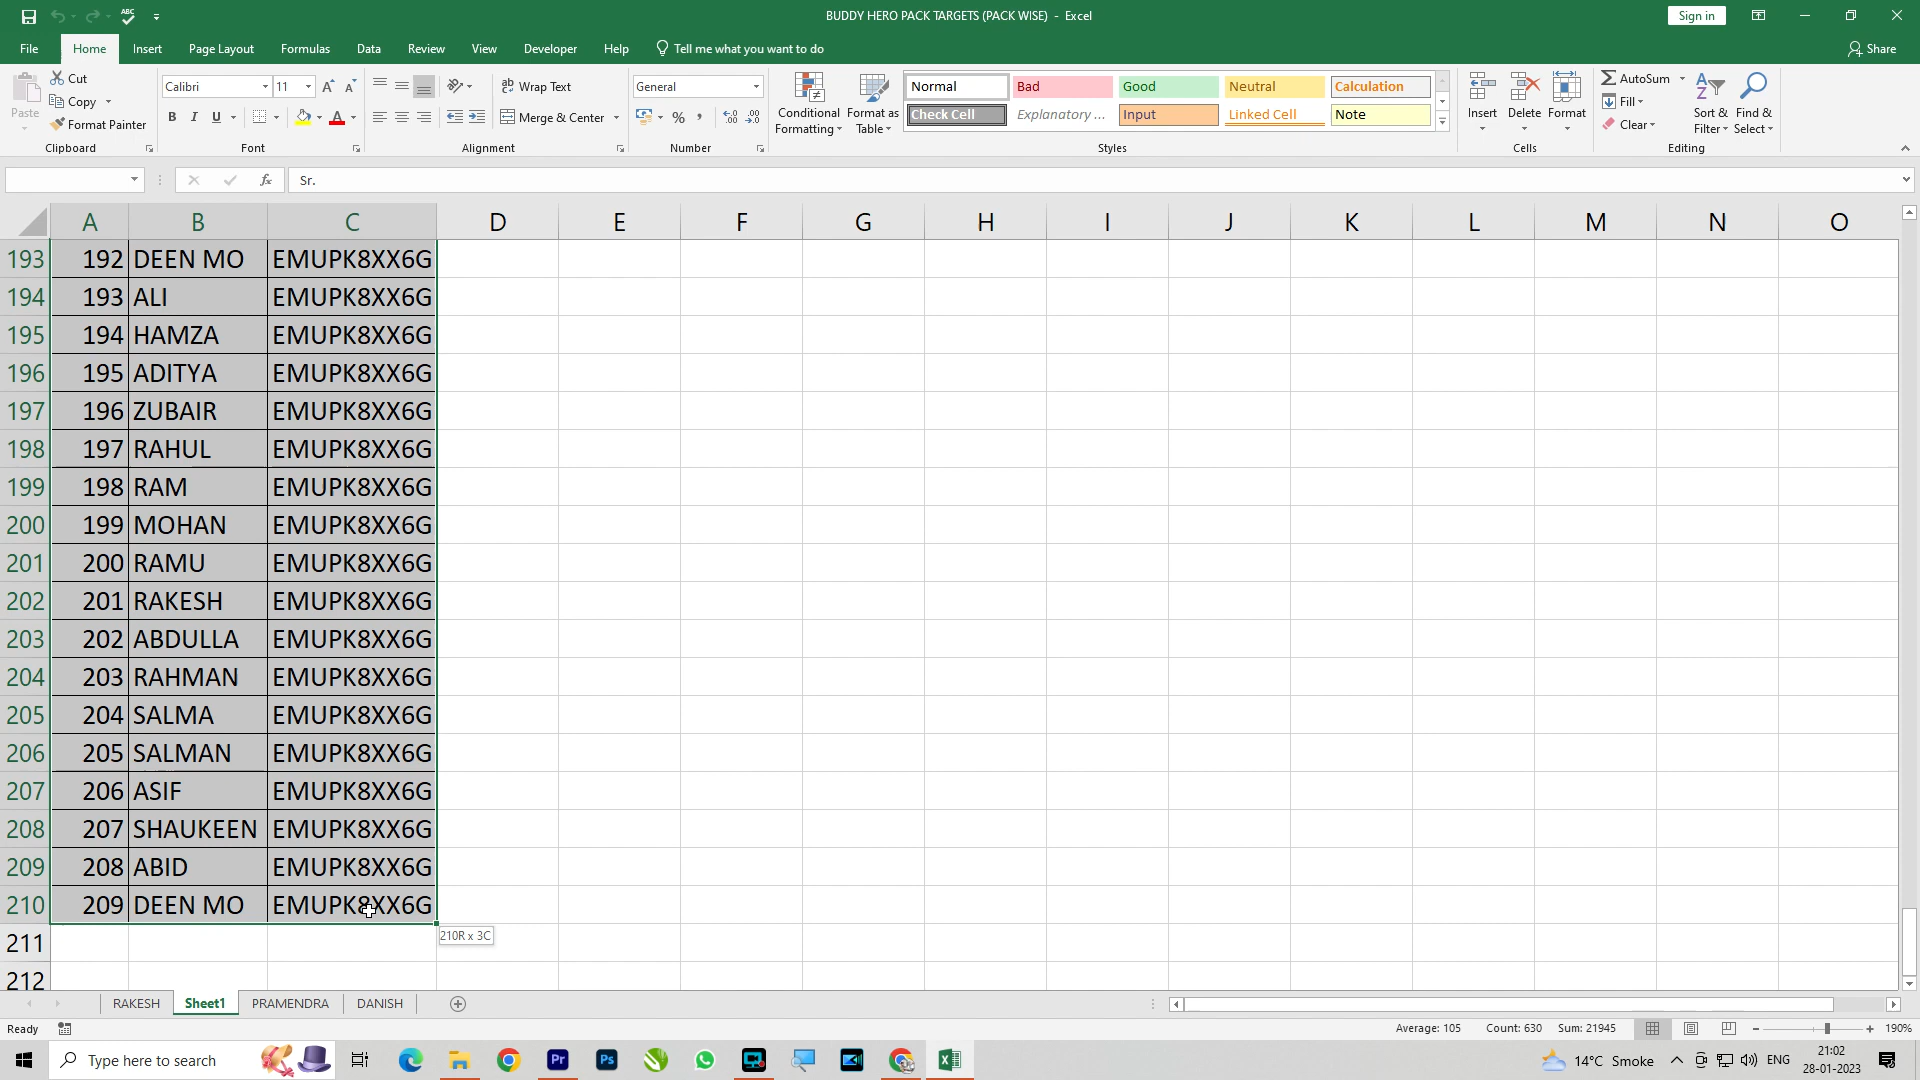 BUDDY HERO PACK TARGETS (PACK WISE) - Excel
Sign in
File Home Insert Page Layout Formulas Data Review View Developer Help Tell me what you want to do Share
Paste Cut Copy Format Painter Clipboard
Calibri 11 A A B I U A Font
Wrap Text Merge & Center Alignment
General % , Number
Conditional Formatting Format as Table
Normal Bad Good Neutral Calculation
Check Cell Explanatory ... Input Linked Cell Note
Styles
Insert Delete Format Cells
AutoSum Fill Clear Sort & Filter Find & Select Editing
fx Sr.
A B C D E F G H I J K L M N O
193 192 DEEN MO EMUPK8XX6G
194 193 ALI EMUPK8XX6G
195 194 HAMZA EMUPK8XX6G
196 195 ADITYA EMUPK8XX6G
197 196 ZUBAIR EMUPK8XX6G
198 197 RAHUL EMUPK8XX6G
199 198 RAM EMUPK8XX6G
200 199 MOHAN EMUPK8XX6G
201 200 RAMU EMUPK8XX6G
202 201 RAKESH EMUPK8XX6G
203 202 ABDULLA EMUPK8XX6G
204 203 RAHMAN EMUPK8XX6G
205 204 SALMA EMUPK8XX6G
206 205 SALMAN EMUPK8XX6G
207 206 ASIF EMUPK8XX6G
208 207 SHAUKEEN EMUPK8XX6G
209 208 ABID EMUPK8XX6G
210 209 DEEN MO EMUPK8XX6G
210R x 3C
211
212
RAKESH Sheet1 PRAMENDRA DANISH
Ready Average: 105 Count: 630 Sum: 21945 190%
Type here to search Pr Ps 14°C Smoke ENG 21:02
28-01-2023